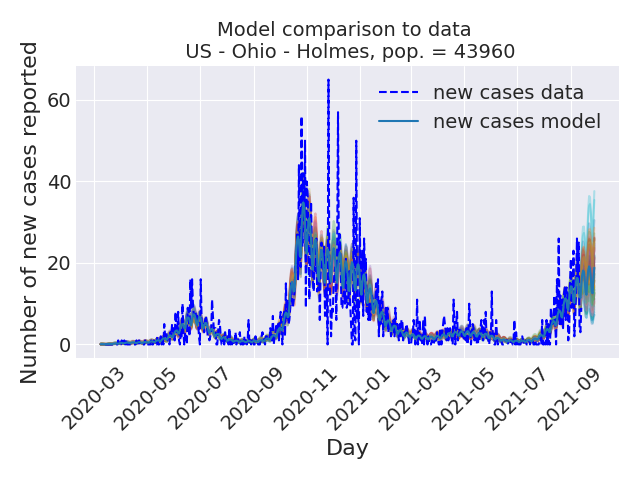 Model comparison to data
US - Ohio - Holmes, pop. = 43960
Number of new cases reported
60
40
20
0
new cases data
new cases model
2020-03
2020-05
2020-07
2020-09
2020-11
2021-01
2021-03
2021-05
2021-07
2021-09
Day